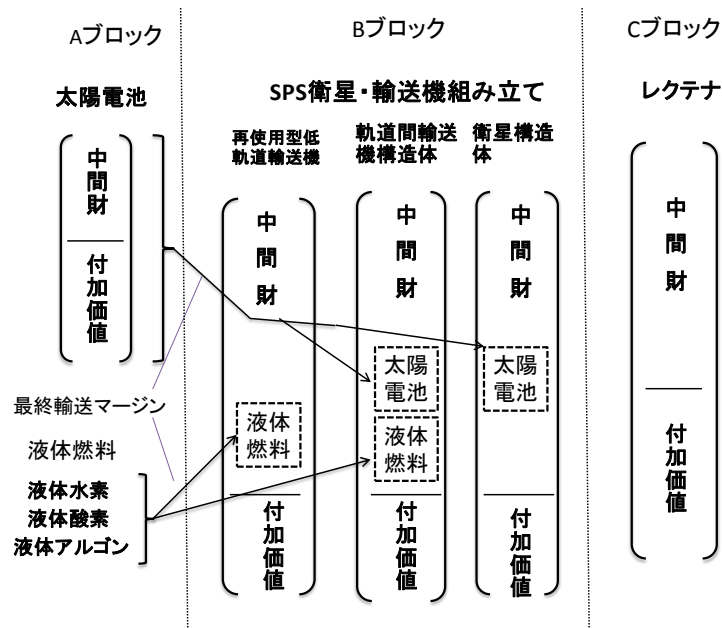 Aブロック
Bブロック
Cブロック
太陽電池
SPS衛星・輸送機組み立て
レクテナ
再使用型低
軌道輸送機
軌道間輸送
機構造体
衛星構造
体
中間財
付加価値
中間財
液体
燃料
付加価値
中間財
太陽
電池
液体
燃料
付加価値
中間財
太陽
電池
付加価値
中間財
付加価値
最終輸送マージン
液体燃料
液体水素
液体酸素
液体アルゴン